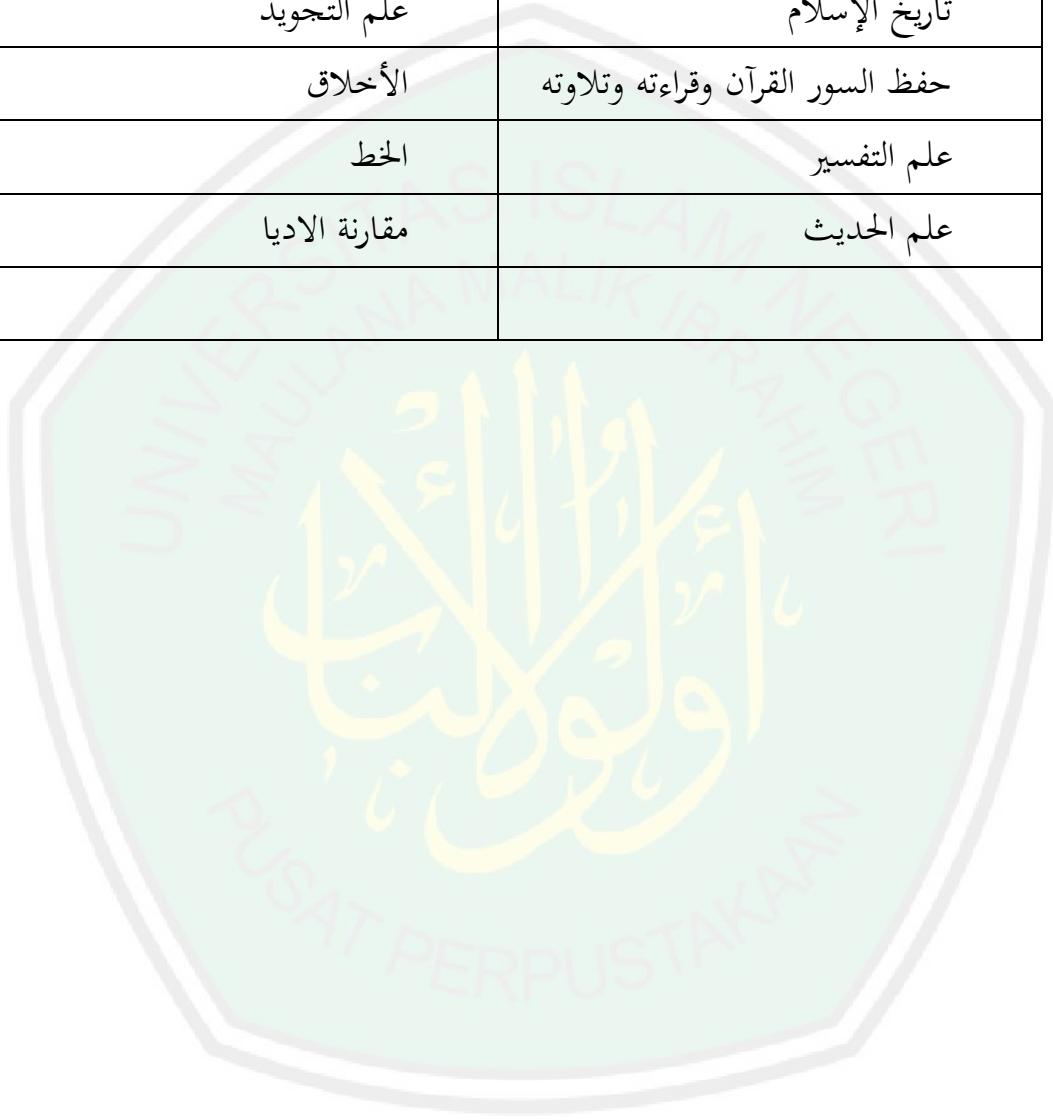 تاريخ الإسلام	علم التجويد
حفظ السور القرآن وقراءته وتلاوته	الأخلاق
علم التفسير	الخط
علم الحديث	مقارنة الاديا
UNIVERSITAS ISLAM NEGERI
MAULANA MALIK IBRAHIM
أولو الألباب
PUSAT PERPUSTAKAAN